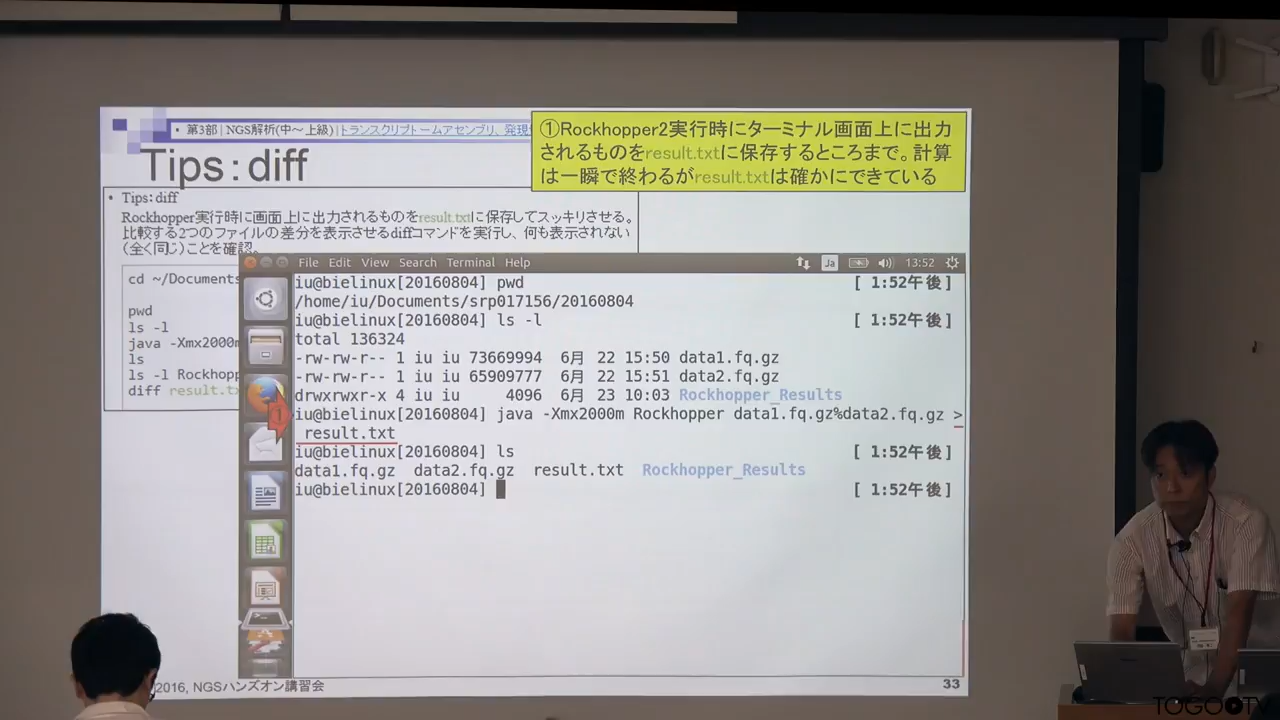 • 第3部 | NGS解析(中～上級) | トランスクリプトームアセンブリ、発現
Tips：diff
①Rockhopper2実行時にターミナル画面上に出力
されるものをresult.txtに保存するところまで。計算
は一瞬で終わるがresult.txtは確かにできている
• Tips：diff
Rockhopper実行時に画面上に出力されるものをresult.txtに保存してスッキリさせる。
比較する2つのファイルの差分を表示させるdiffコマンドを実行し、何も表示されない
（全く同じ）ことを確認。
cd ~/Documents
pwd
ls -l
java -Xmx2000m
ls
ls -l Rockhopp
diff result.tx
File Edit View Search Terminal Help
Ja
13:52
iu@bielinux[20160804] pwd [ 1:52午後]
/home/iu/Documents/srp017156/20160804
iu@bielinux[20160804] ls -l [ 1:52午後]
total 136324
-rw-rw-r-- 1 iu iu 73669994 6月 22 15:50 data1.fq.gz
-rw-rw-r-- 1 iu iu 65909777 6月 22 15:51 data2.fq.gz
drwxrwxr-x 4 iu iu 4096 6月 23 10:03 Rockhopper_Results
iu@bielinux[20160804] java -Xmx2000m Rockhopper data1.fq.gz%data2.fq.gz >
result.txt
①
iu@bielinux[20160804] ls [ 1:52午後]
data1.fq.gz data2.fq.gz result.txt Rockhopper_Results
iu@bielinux[20160804] [ 1:52午後]
2016, NGSハンズオン講習会
33
TOGO TV